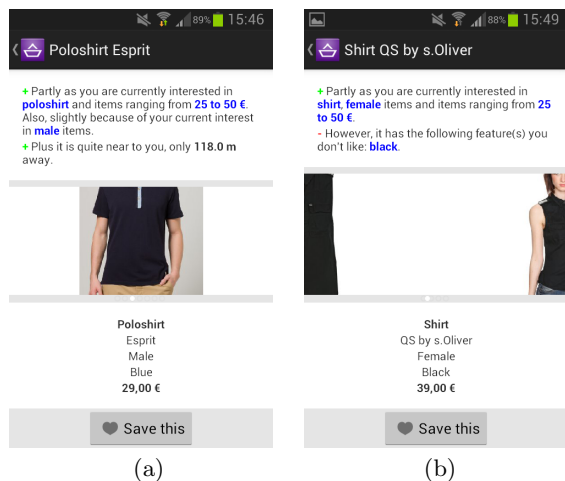 89% 15:46
Poloshirt Esprit
+ Partly as you are currently interested in
poloshirt and items ranging from 25 to 50 €.
Also, slightly because of your current interest
in male items.
+ Plus it is quite near to you, only 118.0 m
away.
Poloshirt
Esprit
Male
Blue
29,00 €
Save this
(a)
88% 15:49
Shirt QS by s.Oliver
+ Partly as you are currently interested in
shirt, female items and items ranging from 25
to 50 €.
- However, it has the following feature(s) you
don't like: black.
Shirt
QS by s.Oliver
Female
Black
39,00 €
Save this
(b)